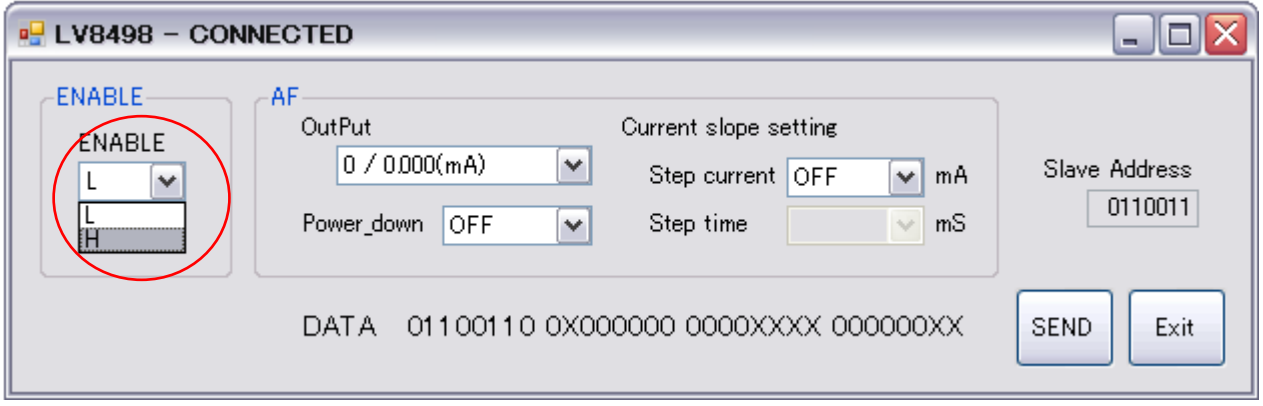 LV8498 - CONNECTED
ENABLE
ENABLE
L
L
H
AF
OutPut
0 / 0.000(mA)
Power_down OFF
Current slope setting
Step current OFF mA
Step time mS
Slave Address
0110011
DATA 01100110 0X000000 0000XXXX 000000XX
SEND
Exit